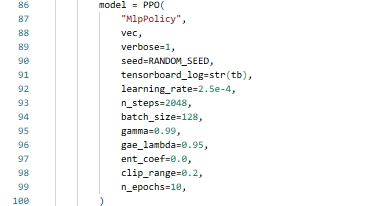 86 model = PPO(
87 "MlpPolicy",
88 vec,
89 verbose=1,
90 seed=RANDOM_SEED,
91 tensorboard_log=str(tb),
92 learning_rate=2.5e-4,
93 n_steps=2048,
94 batch_size=128,
95 gamma=0.99,
96 gae_lambda=0.95,
97 ent_coef=0.0,
98 clip_range=0.2,
99 n_epochs=10,
100 )